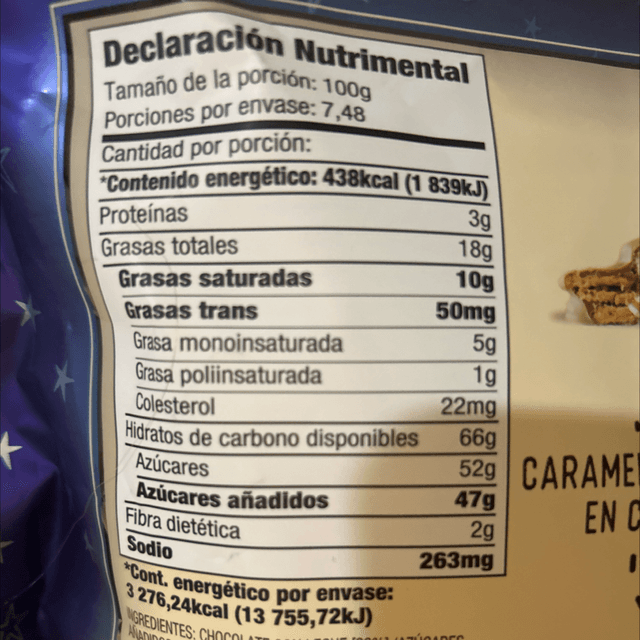 Declaración Nutrimental
Tamaño de la porción: 100g
Porciones por envase: 7,48
Cantidad por porción:
*Contenido energético: 438kcal (1 839kJ)
Proteínas 3g
Grasas totales 18g
Grasas saturadas 10g
Grasas trans 50mg
Grasa monoinsaturada 5g
Grasa poliinsaturada 1g
Colesterol 22mg
Hidratos de carbono disponibles 66g
Azúcares 52g
Azúcares añadidos 47g
Fibra dietética 2g
Sodio 263mg
*Cont. energético por envase:
3 276,24kcal (13 755,72kJ)
CARAME
EN C